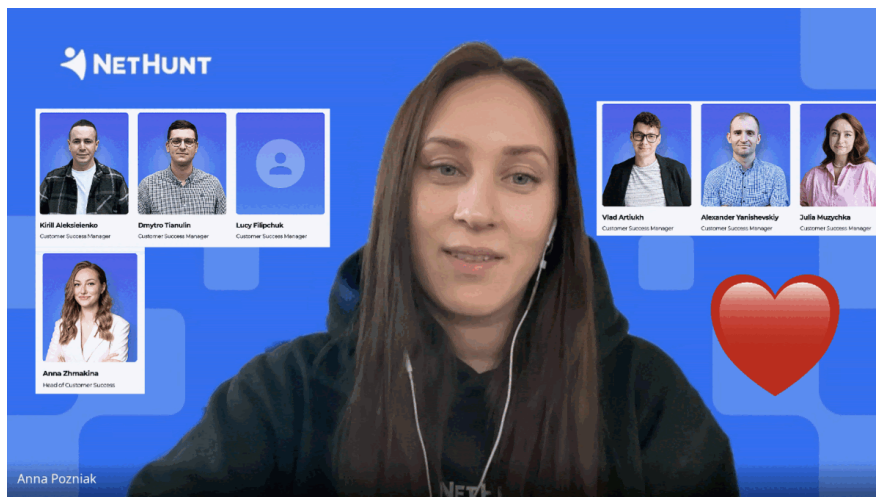 NETHUNT
Kirill Aleksieienko
Customer Success Manager
Dmytro Tianulin
Customer Success Manager
Lucy Filipchuk
Customer Success Manager
Vlad Artiukh
Customer Success Manager
Alexander Yanishevskiy
Customer Success Manager
Julia Muzychka
Customer Success Manager
Anna Zhmakina
Head of Customer Success
Anna Pozniak